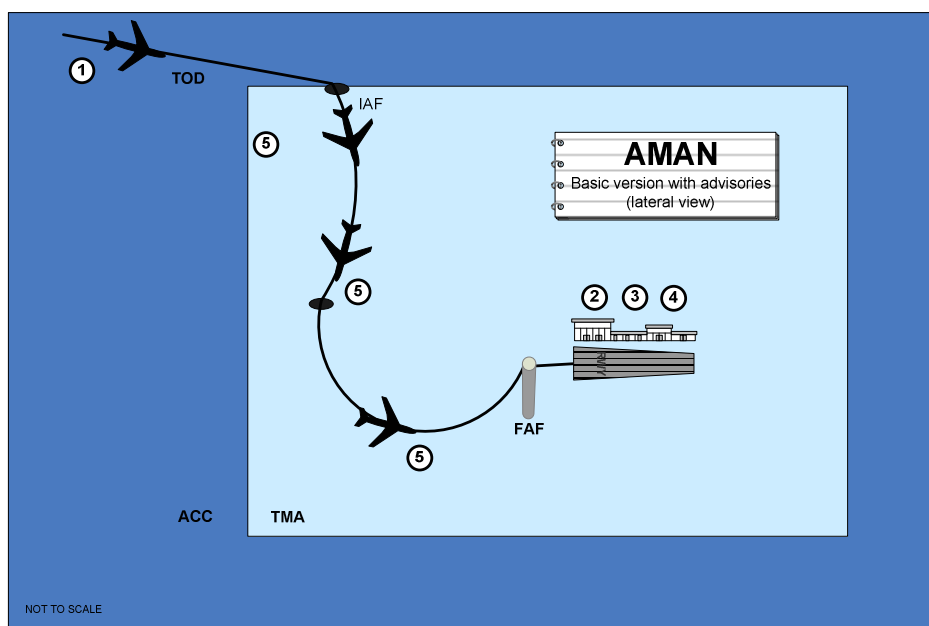 1
TOD
IAF
5
AMAN
Basic version with advisories
(lateral view)
5
2 3 4
RWY
FAF
5
ACC TMA
NOT TO SCALE